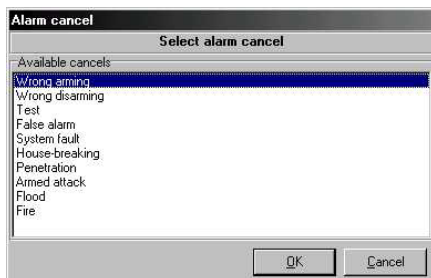 Alarm cancel
Select alarm cancel
Available cancels
Wrong arming
Wrong disarming
Test
False alarm
System fault
House-breaking
Penetration
Armed attack
Flood
Fire
OK
Cancel